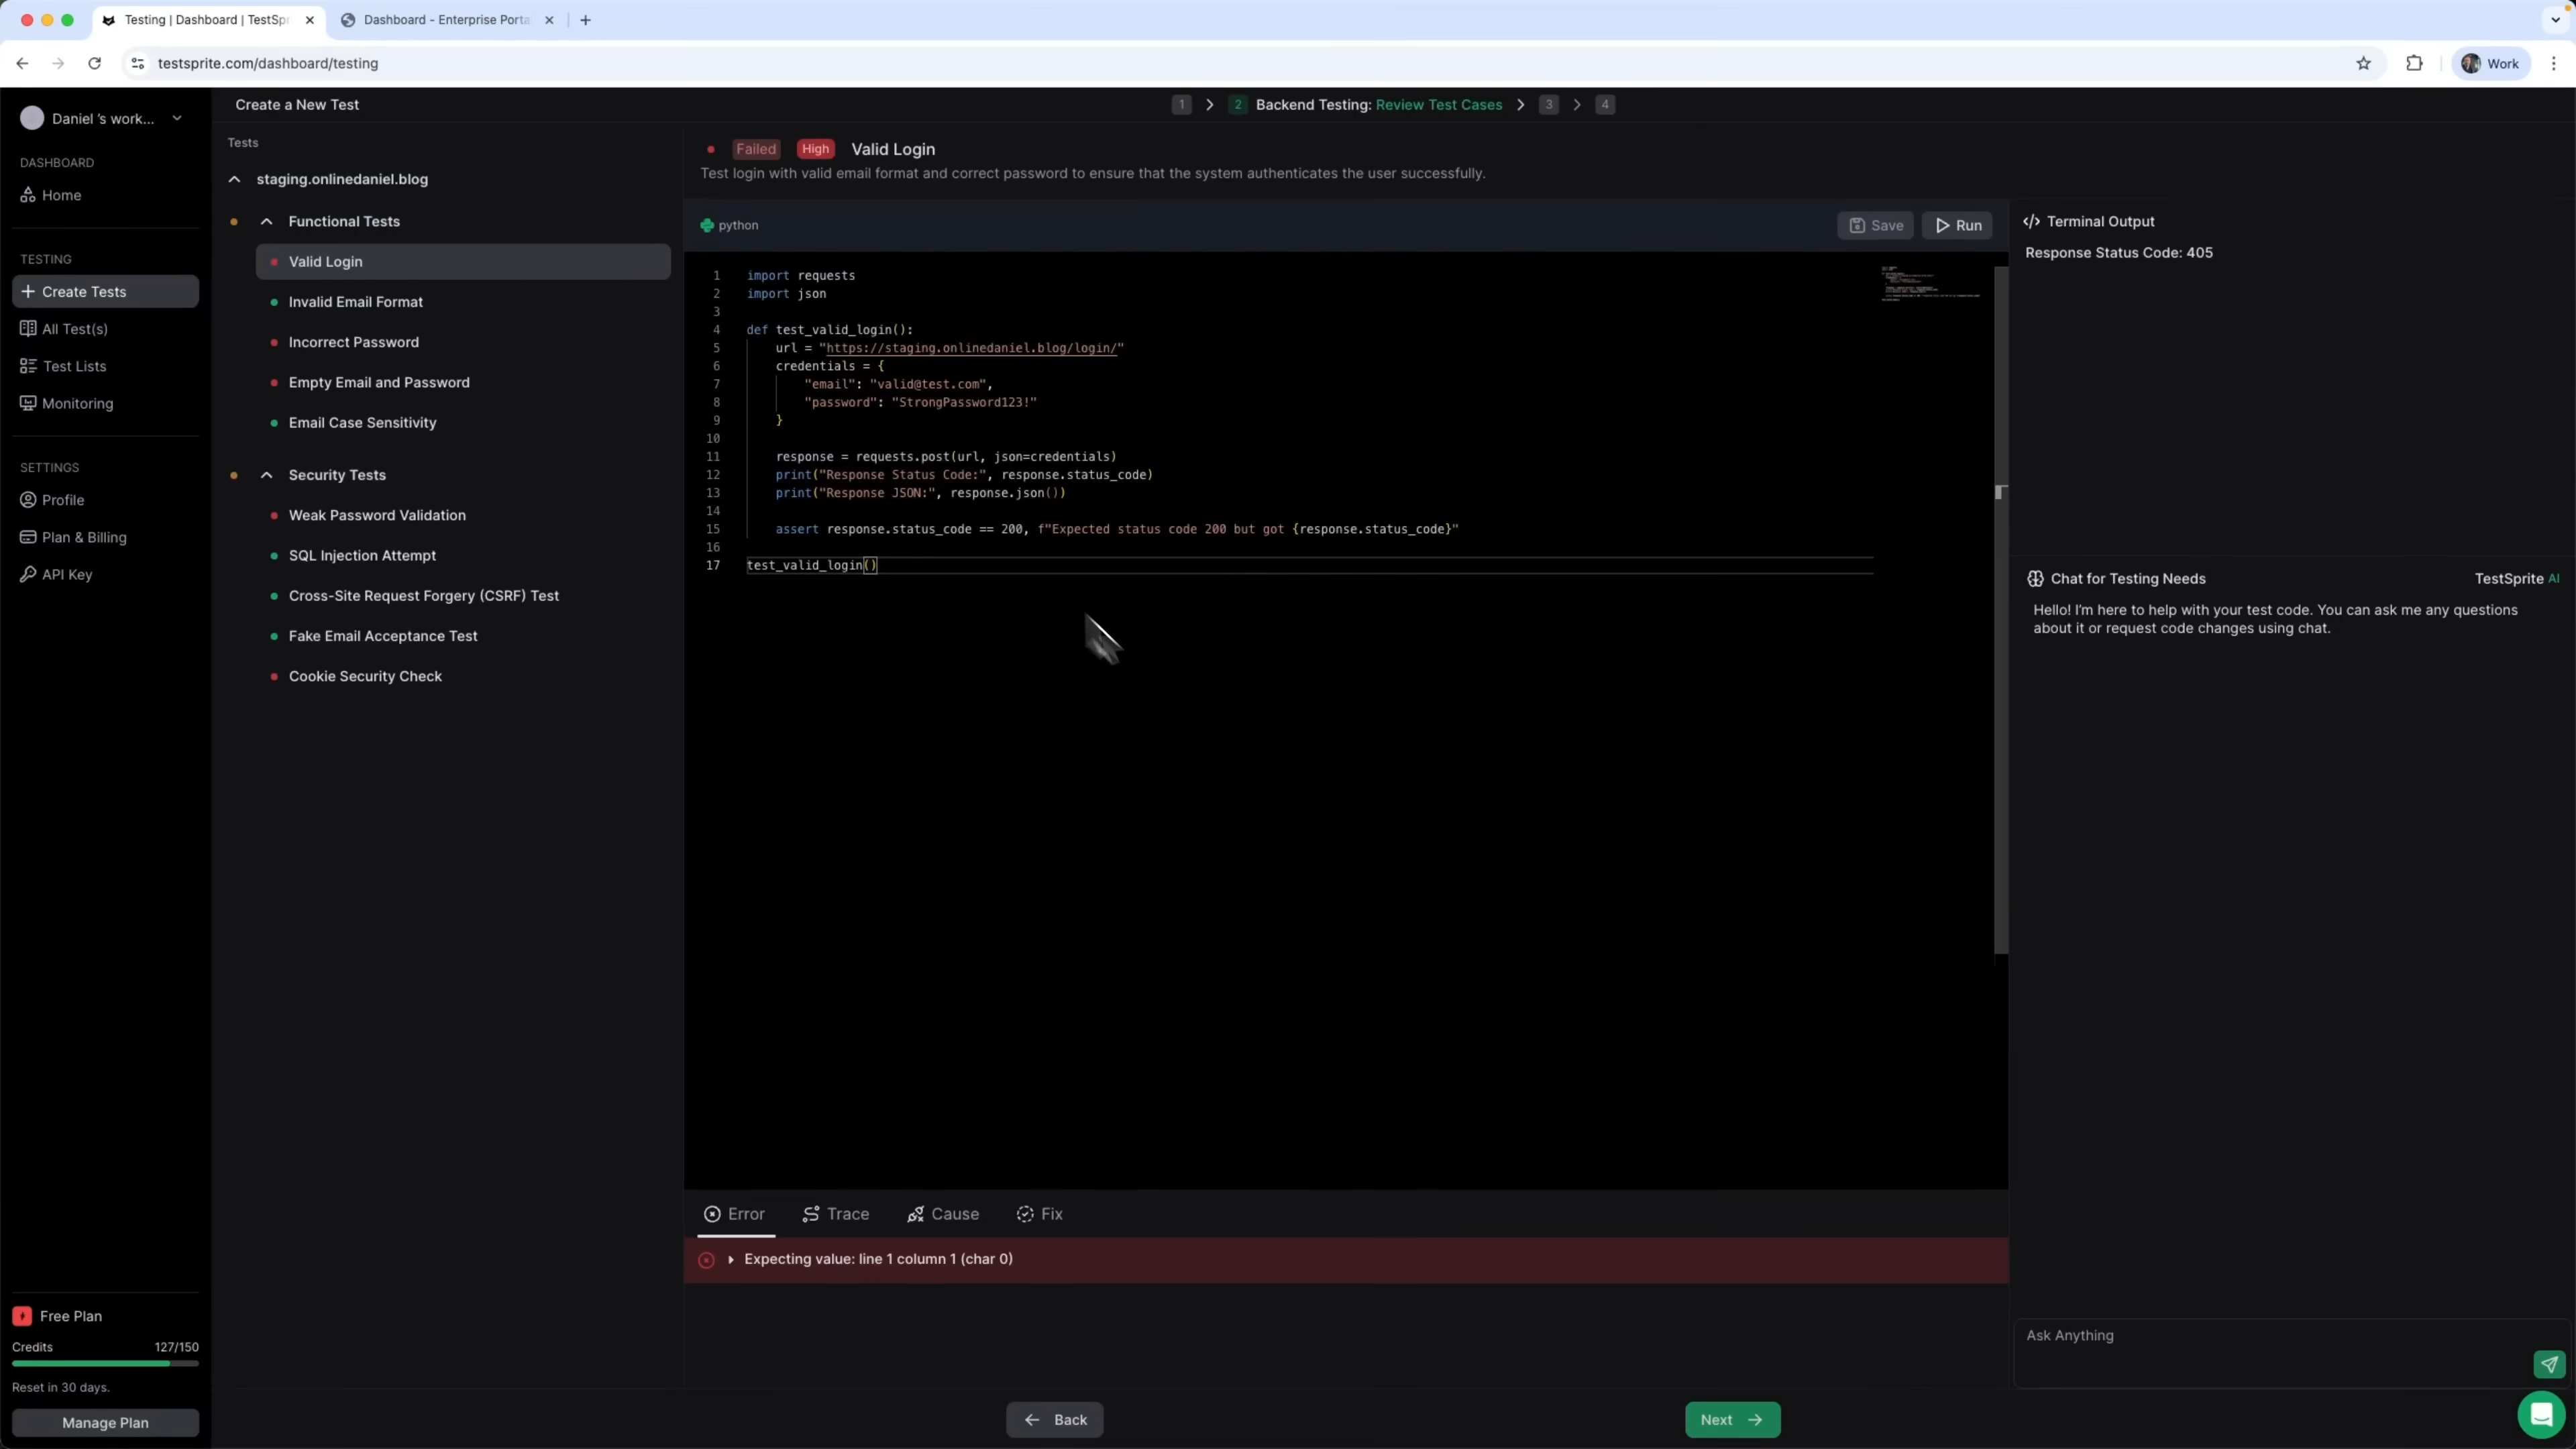 Testing | Dashboard | TestSpr
Dashboard - Enterprise Porta
testsprite.com/dashboard/testing
Work
Daniel 's work...
DASHBOARD
Home
TESTING
Create Tests
All Test(s)
Test Lists
Monitoring
SETTINGS
Profile
Plan & Billing
API Key
Free Plan
Credits 127/150
Reset in 30 days.
Manage Plan
Create a New Test
1 2 Backend Testing: Review Test Cases 3 4
Tests
staging.onlinedaniel.blog
Functional Tests
Valid Login
Invalid Email Format
Incorrect Password
Empty Email and Password
Email Case Sensitivity
Security Tests
Weak Password Validation
SQL Injection Attempt
Cross-Site Request Forgery (CSRF) Test
Fake Email Acceptance Test
Cookie Security Check
Failed High Valid Login
Test login with valid email format and correct password to ensure that the system authenticates the user successfully.
python
Save Run
1 import requests
2 import json
3
4 def test_valid_login():
5 url = "https://staging.onlinedaniel.blog/login/"
6 credentials = {
7 "email": "valid@test.com",
8 "password": "StrongPassword123!"
9 }
10
11 response = requests.post(url, json=credentials)
12 print("Response Status Code:", response.status_code)
13 print("Response JSON:", response.json())
14
15 assert response.status_code == 200, f"Expected status code 200 but got {response.status_code}"
16
17 test_valid_login()
Error Trace Cause Fix
Expecting value: line 1 column 1 (char 0)
Back
Next
</> Terminal Output
Response Status Code: 405
Chat for Testing Needs TestSprite AI
Hello! I'm here to help with your test code. You can ask me any questions
about it or request code changes using chat.
Ask Anything